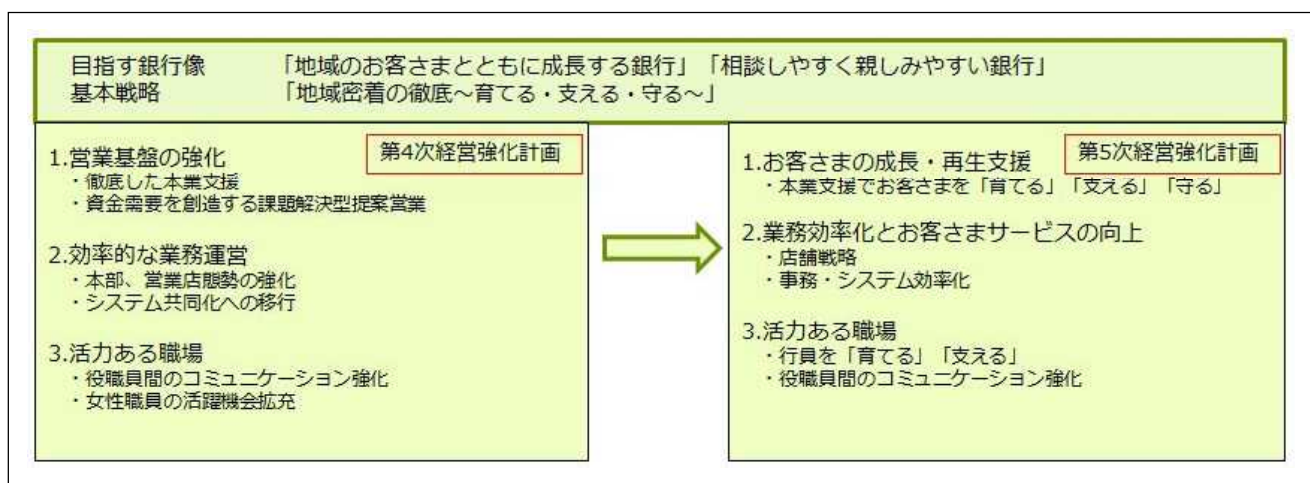 目指す銀行像 「地域のお客さまとともに成長する銀行」「相談しやすく親しみやすい銀行」
基本戦略 「地域密着の徹底～育てる・支える・守る～」
第4次経営強化計画
1.営業基盤の強化
・徹底した本業支援
・資金需要を創造する課題解決型提案営業
2.効率的な業務運営
・本部、営業店態勢の強化
・システム共同化への移行
3.活力ある職場
・役職員間のコミュニケーション強化
・女性職員の活躍機会拡充
第5次経営強化計画
1.お客さまの成長・再生支援
・本業支援でお客さまを「育てる」「支える」「守る」
2.業務効率化とお客さまサービスの向上
・店舗戦略
・事務・システム効率化
3.活力ある職場
・行員を「育てる」「支える」
・役職員間のコミュニケーション強化